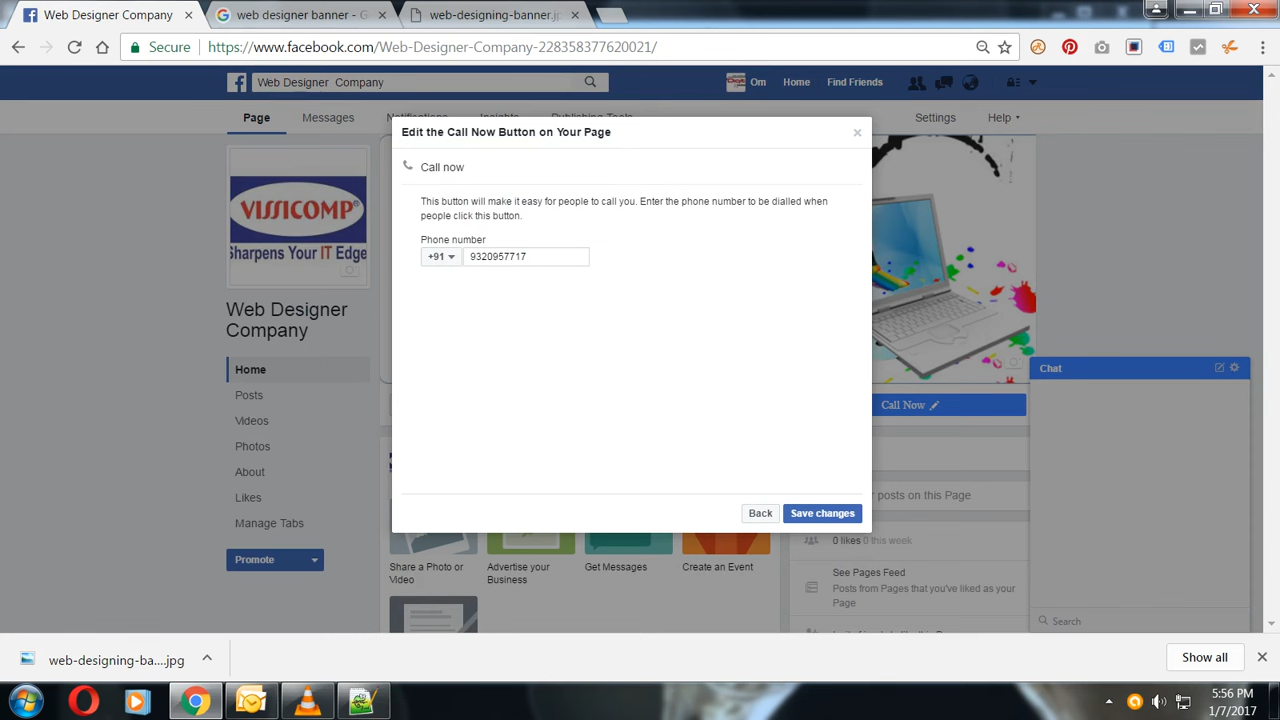 Web Designer Company
web designer banner - G
web-designing-banner.
Secure
https://www.facebook.com/Web-Designer-Company-228358377620021/
Web Designer Company
Om
Home
Find Friends
Page
Messages
Notifications
Insights
Publishing Tools
Settings
Help
Edit the Call Now Button on Your Page
Call now
This button will make it easy for people to call you. Enter the phone number to be dialled when
people click this button.
Phone number
+91
9320957717
Back
Save changes
VISSICOMP
Sharpens Your IT Edge
Web Designer
Company
Home
Posts
Videos
Photos
About
Likes
Manage Tabs
Promote
Call Now
posts on this Page
0 likes 0 this week
See Pages Feed
Posts from Pages that you've liked as your
Page
Share a Photo or
Video
Advertise your
Business
Get Messages
Create an Event
Chat
Search
web-designing-ba....jpg
Show all
5:56 PM
1/7/2017